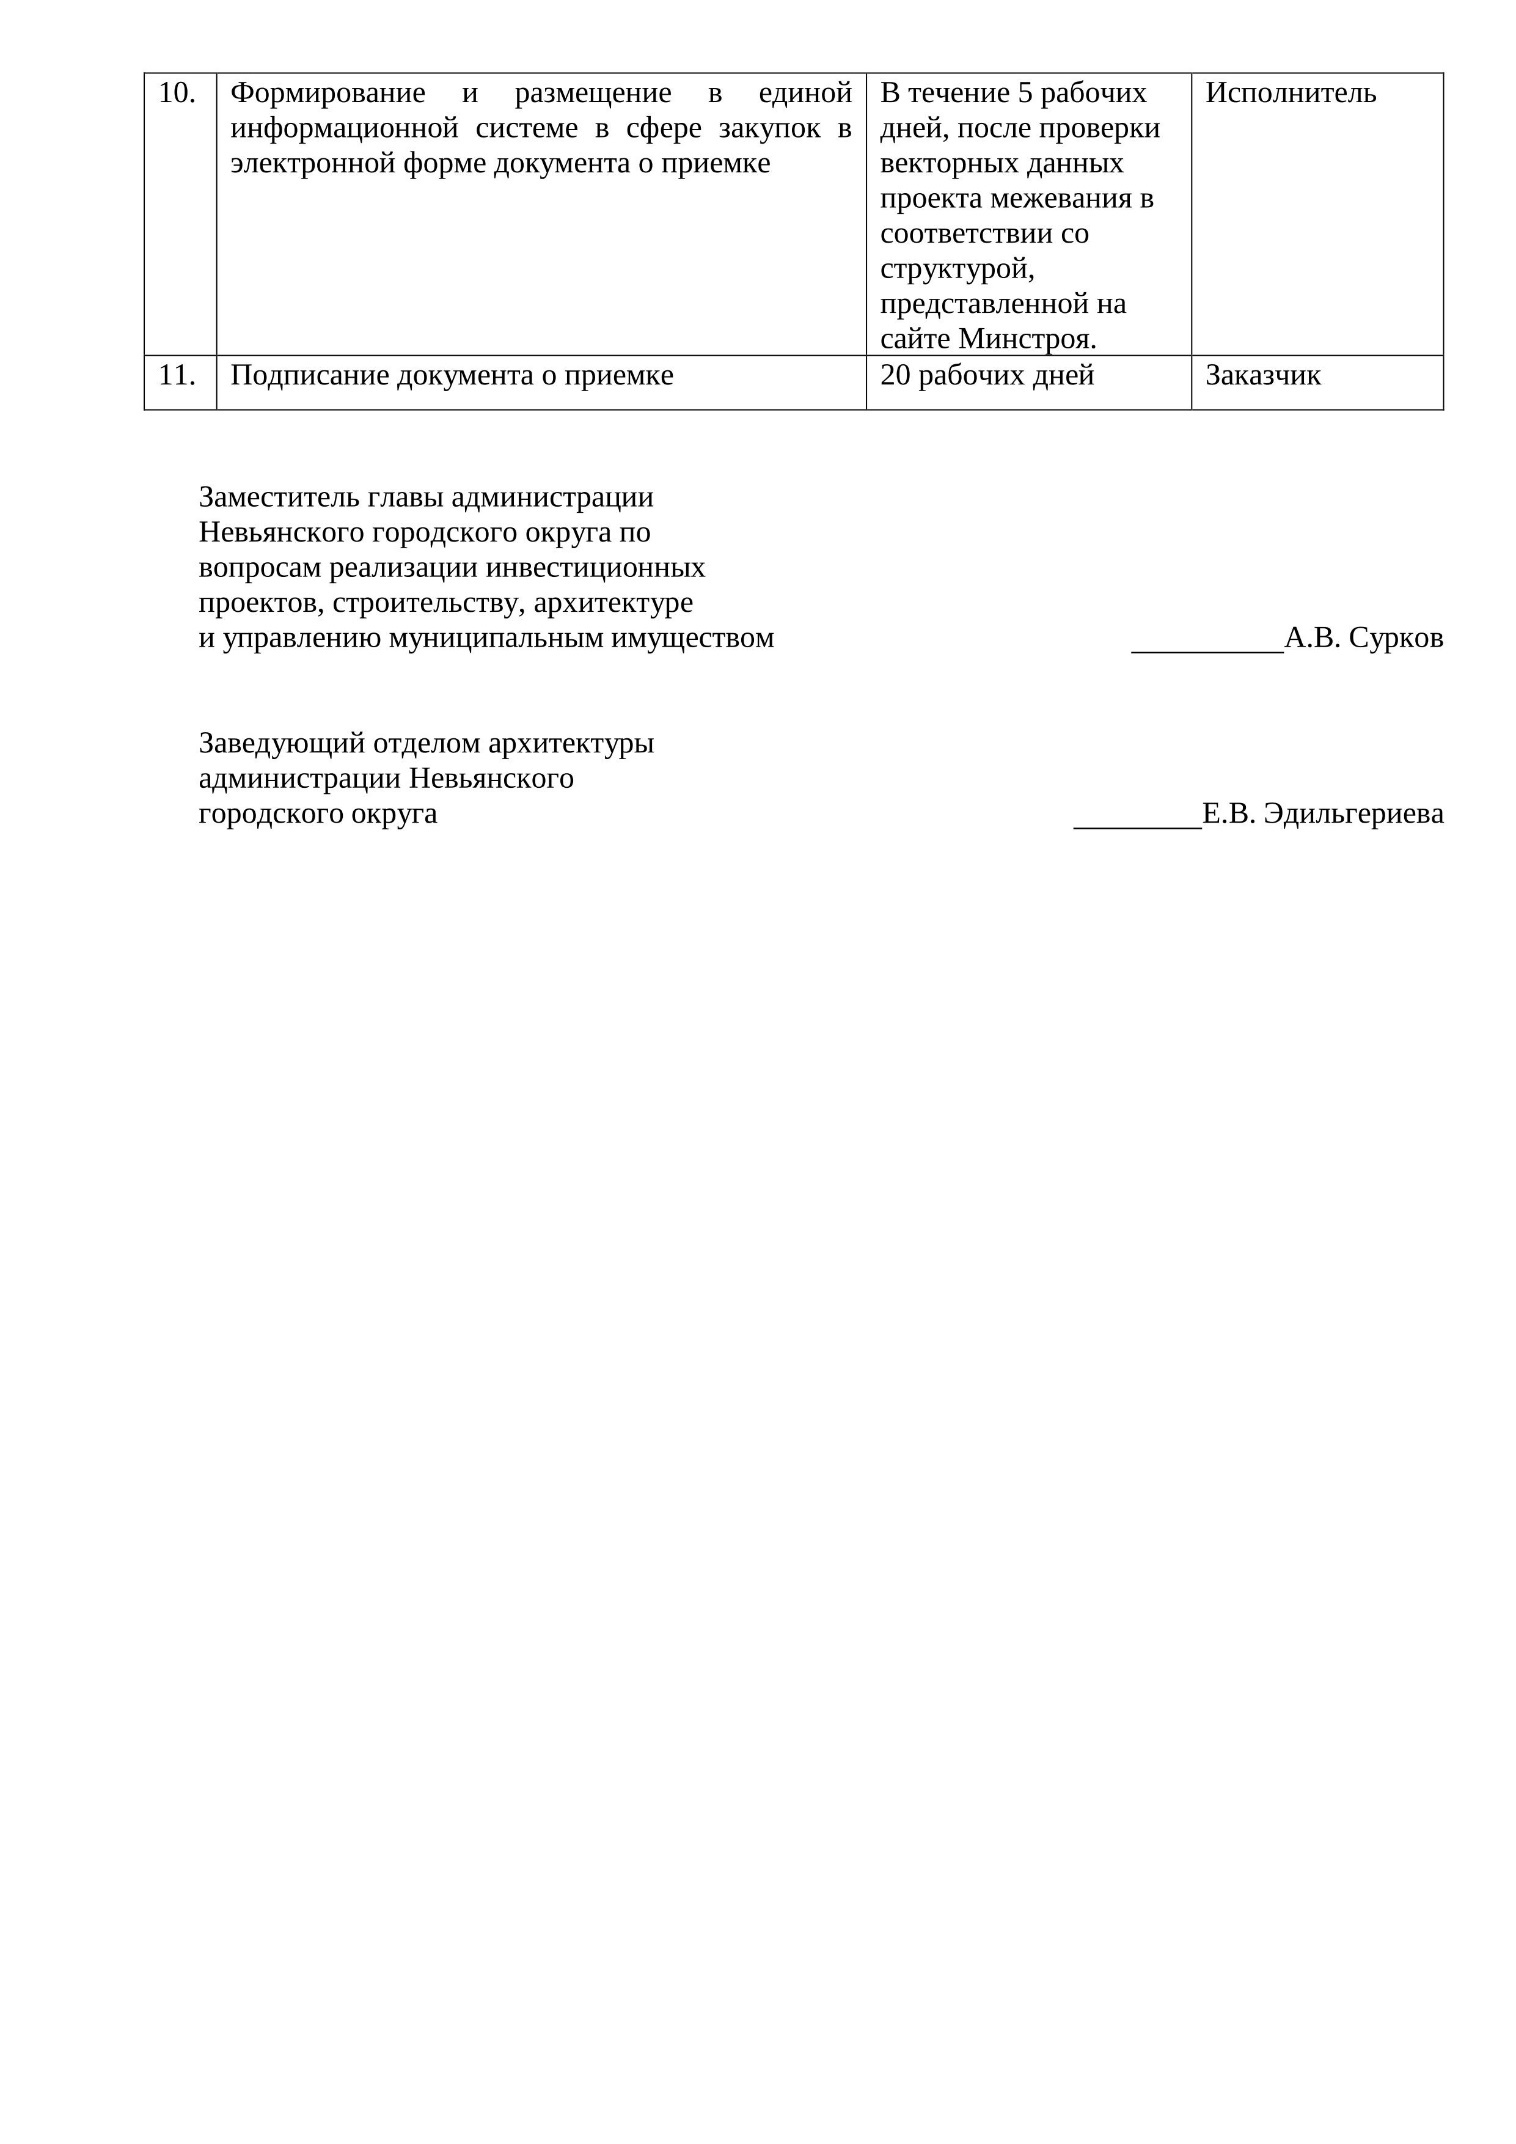 10.
Формирование и размещение в единой
информационной системе в сфере закупок в
электронной форме документа о приемке
В течение 5 рабочих
дней, после проверки
векторных данных
проекта межевания в
соответствии со
структурой,
представленной на
сайте Минстроя.
Исполнитель
11.
Подписание документа о приемке
20 рабочих дней
Заказчик
Заместитель главы администрации
Невьянского городского округа по
вопросам реализации инвестиционных
проектов, строительству, архитектуре
и управлению муниципальным имуществом __________А.В. Сурков
Заведующий отделом архитектуры
администрации Невьянского
городского округа ________Е.В. Эдильгериева